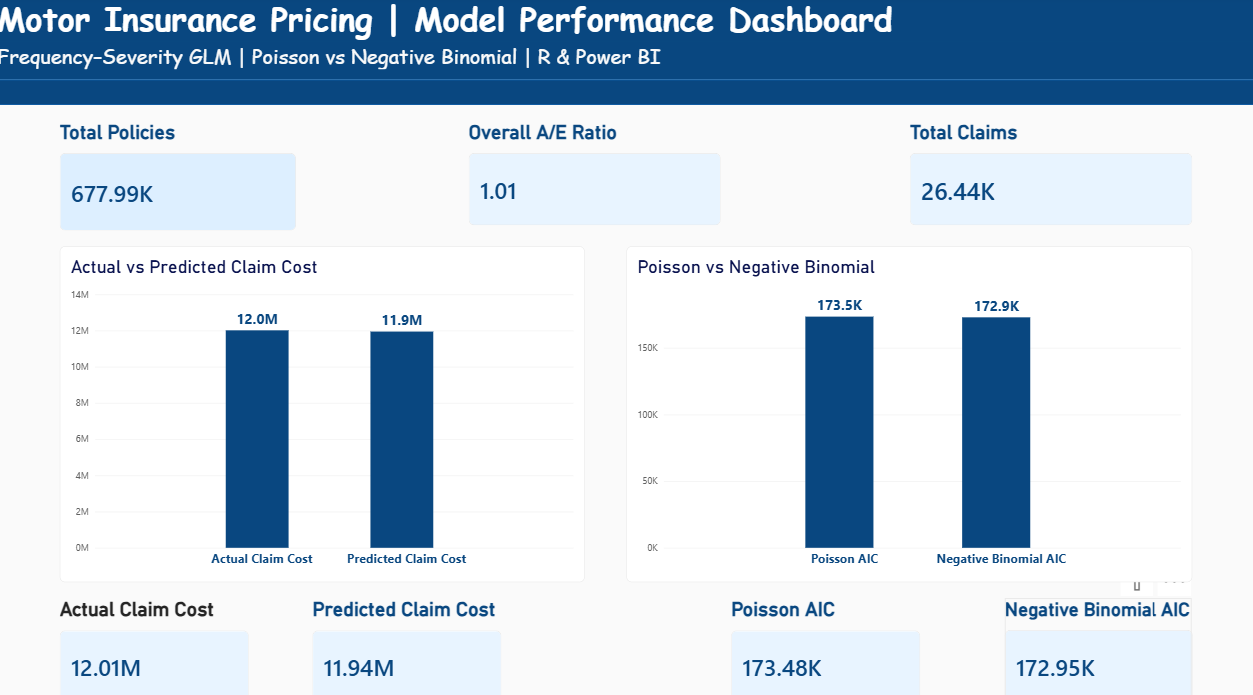 Motor Insurance Pricing | Model Performance Dashboard
Frequency–Severity GLM | Poisson vs Negative Binomial | R & Power BI
Total Policies
677.99K
Overall A/E Ratio
1.01
Total Claims
26.44K
Actual vs Predicted Claim Cost
14M
12M
10M
8M
6M
4M
2M
0M
12.0M
11.9M
Actual Claim Cost
Predicted Claim Cost
Poisson vs Negative Binomial
150K
100K
50K
0K
173.5K
172.9K
Poisson AIC
Negative Binomial AIC
Actual Claim Cost
12.01M
Predicted Claim Cost
11.94M
Poisson AIC
173.48K
Negative Binomial AIC
172.95K